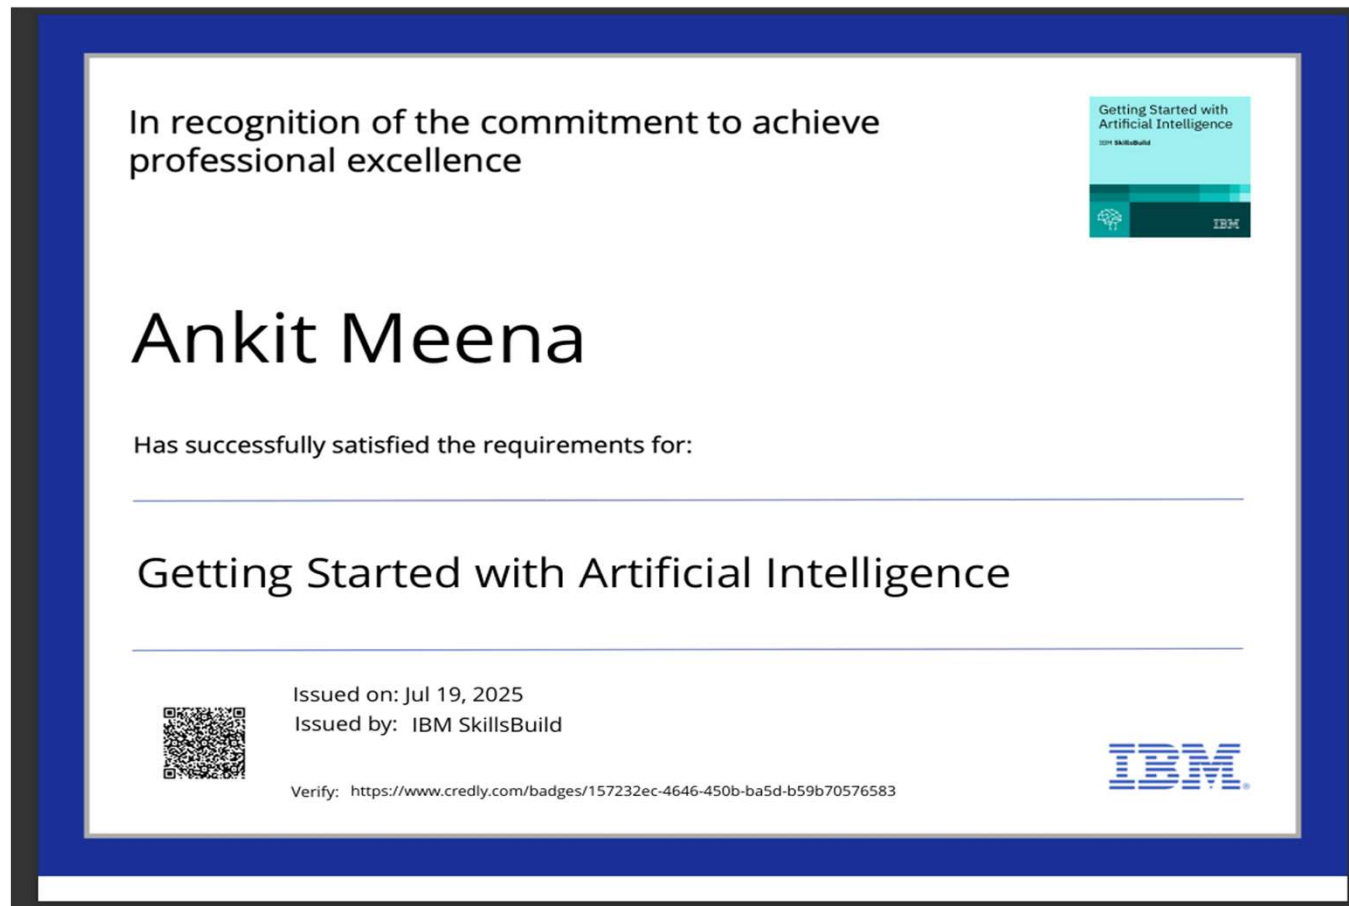 In recognition of the commitment to achieve
professional excellence
Getting Started with
Artificial Intelligence
IBM SkillsBuild
IBM
Ankit Meena
Has successfully satisfied the requirements for:
Getting Started with Artificial Intelligence
Issued on: Jul 19, 2025
Issued by: IBM SkillsBuild
Verify: https://www.credly.com/badges/157232ec-4646-450b-ba5d-b59b70576583
IBM®